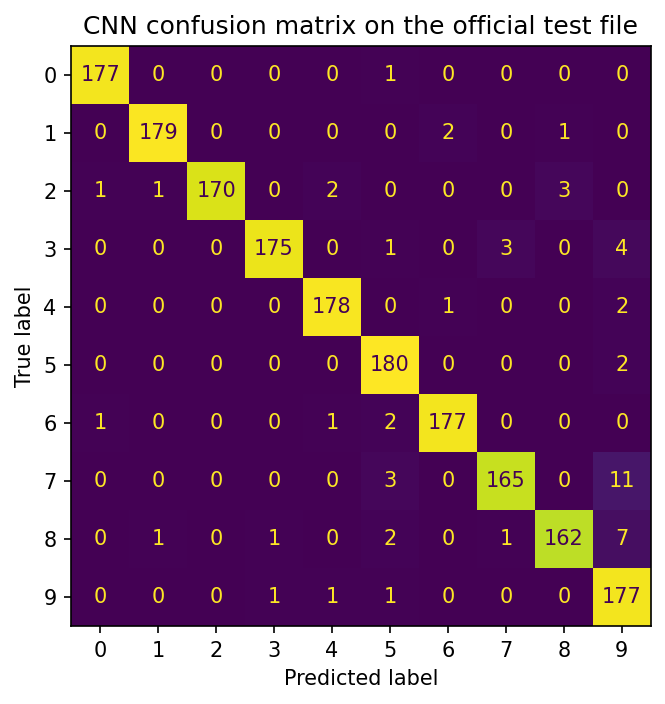 CNN confusion matrix on the official test file
0 177 0 0 0 0 1 0 0 0 0
1 0 179 0 0 0 0 2 0 1 0
2 1 1 170 0 2 0 0 0 3 0
3 0 0 0 175 0 1 0 3 0 4
4 0 0 0 0 178 0 1 0 0 2
5 0 0 0 0 0 180 0 0 0 2
6 1 0 0 0 1 2 177 0 0 0
7 0 0 0 0 0 3 0 165 0 11
8 0 1 0 1 0 2 0 1 162 7
9 0 0 0 1 1 1 0 0 0 177
0 1 2 3 4 5 6 7 8 9
Predicted label
True label